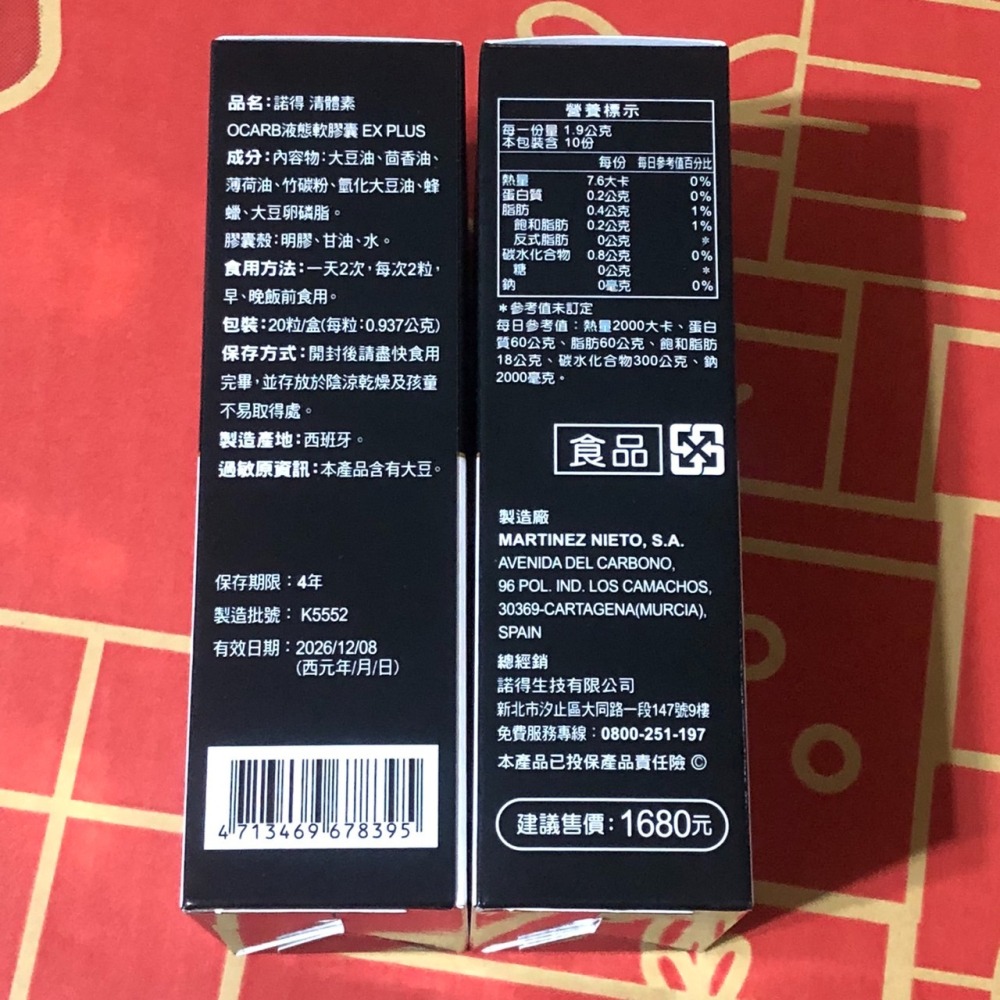 品名：諾得 清體素
OCARB液態軟膠囊 EX PLUS
成分：內容物：大豆油、茴香油、
薄荷油、竹碳粉、氫化大豆油、蜂
蠟、大豆卵磷脂。
膠囊殼：明膠、甘油、水。
食用方法：一天2次，每次2粒，
早、晚飯前食用。
包裝：20粒/盒(每粒：0.937公克)
保存方式：開封後請盡快食用
完畢，並存放於陰涼乾燥及孩童
不易取得處。
製造產地：西班牙。
過敏原資訊：本產品含有大豆。
保存期限：4年
製造批號： K5552
有效日期：2026/12/08
(西元年/月/日)
4 713469 678395
營養標示
每一份量 1.9公克
本包裝含 10份
每份 每日參考值百分比
熱量 7.6大卡 0%
蛋白質 0.2公克 0%
脂肪 0.4公克 1%
飽和脂肪 0.2公克 1%
反式脂肪 0公克 *
碳水化合物 0.8公克 0%
糖 0公克 *
鈉 0毫克 0%
*參考值未訂定
每日參考值：熱量2000大卡、蛋白
質60公克、脂肪60公克、飽和脂肪
18公克、碳水化合物300公克、鈉
2000毫克。
食品
製造廠
MARTINEZ NIETO, S.A.
AVENIDA DEL CARBONO,
96 POL. IND. LOS CAMACHOS,
30369-CARTAGENA(MURCIA),
SPAIN
總經銷
諾得生技有限公司
新北市汐止區大同路一段147號9樓
免費服務專線：0800-251-197
本產品已投保產品責任險 ©
建議售價：1680元